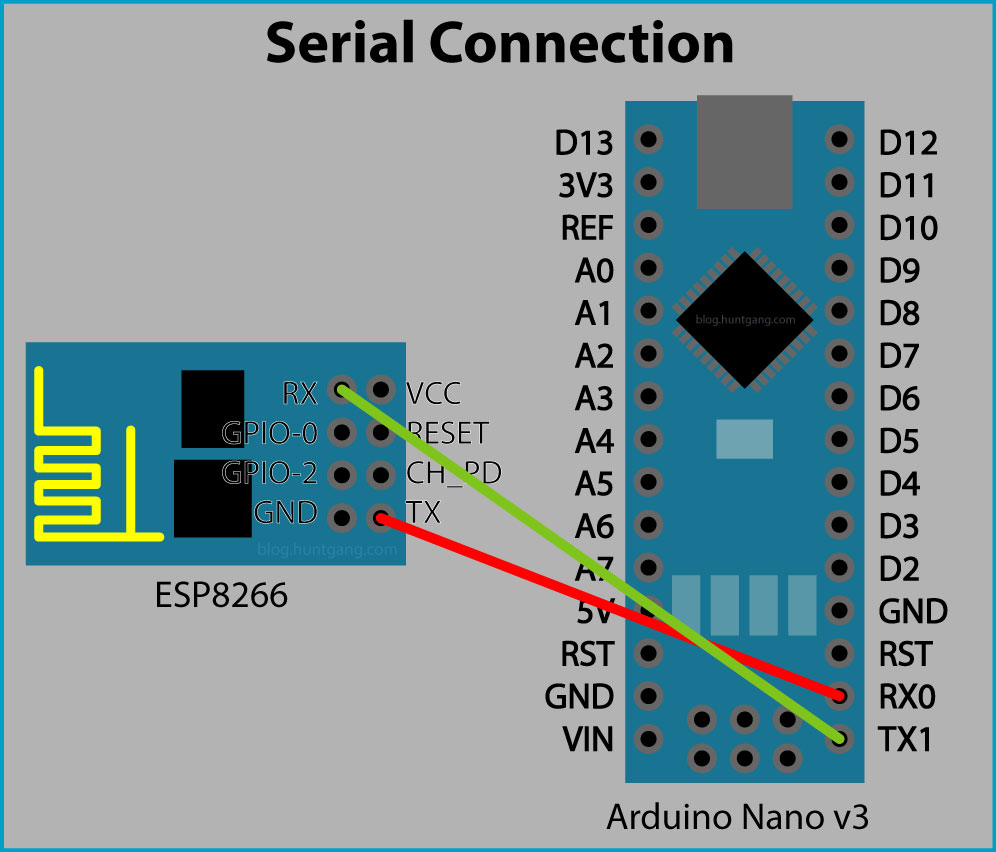 Serial Connection
D13
3V3
REF
A0
A1
A2
A3
A4
A5
A6
A7
5V
RST
GND
VIN
D12
D11
D10
D9
D8
D7
D6
D5
D4
D3
D2
GND
RST
RX0
TX1
blog.huntgang.com
Arduino Nano v3
RX
GPIO-0
GPIO-2
GND
VCC
RESET
CH_PD
TX
blog.huntgang.com
ESP8266